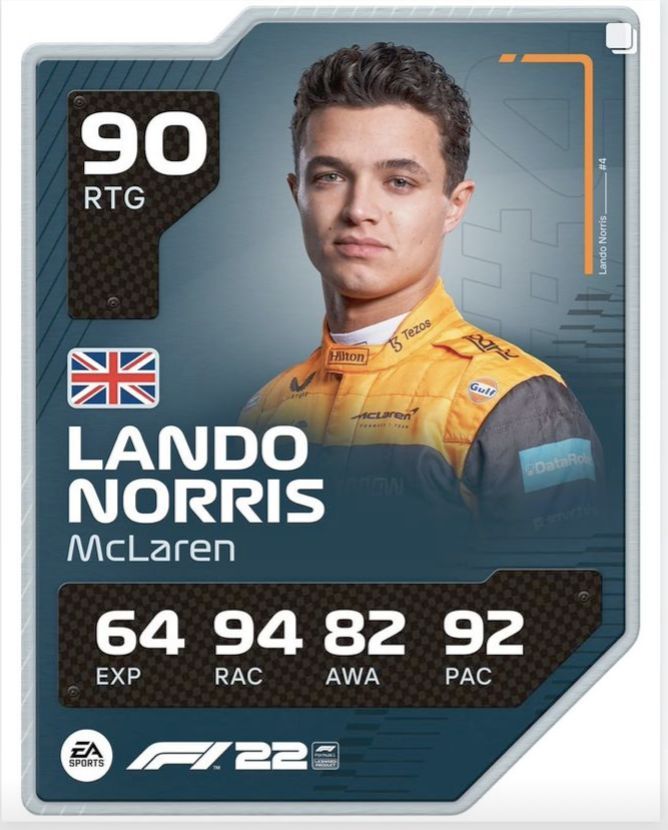 90
RTG
Lando Norris #4
Hilton
Tezos
Gulf
McLaren
DataRo
LANDO
NORRIS
McLaren
64 94 82 92
EXP RAC AWA PAC
EA
SPORTS
F1 22